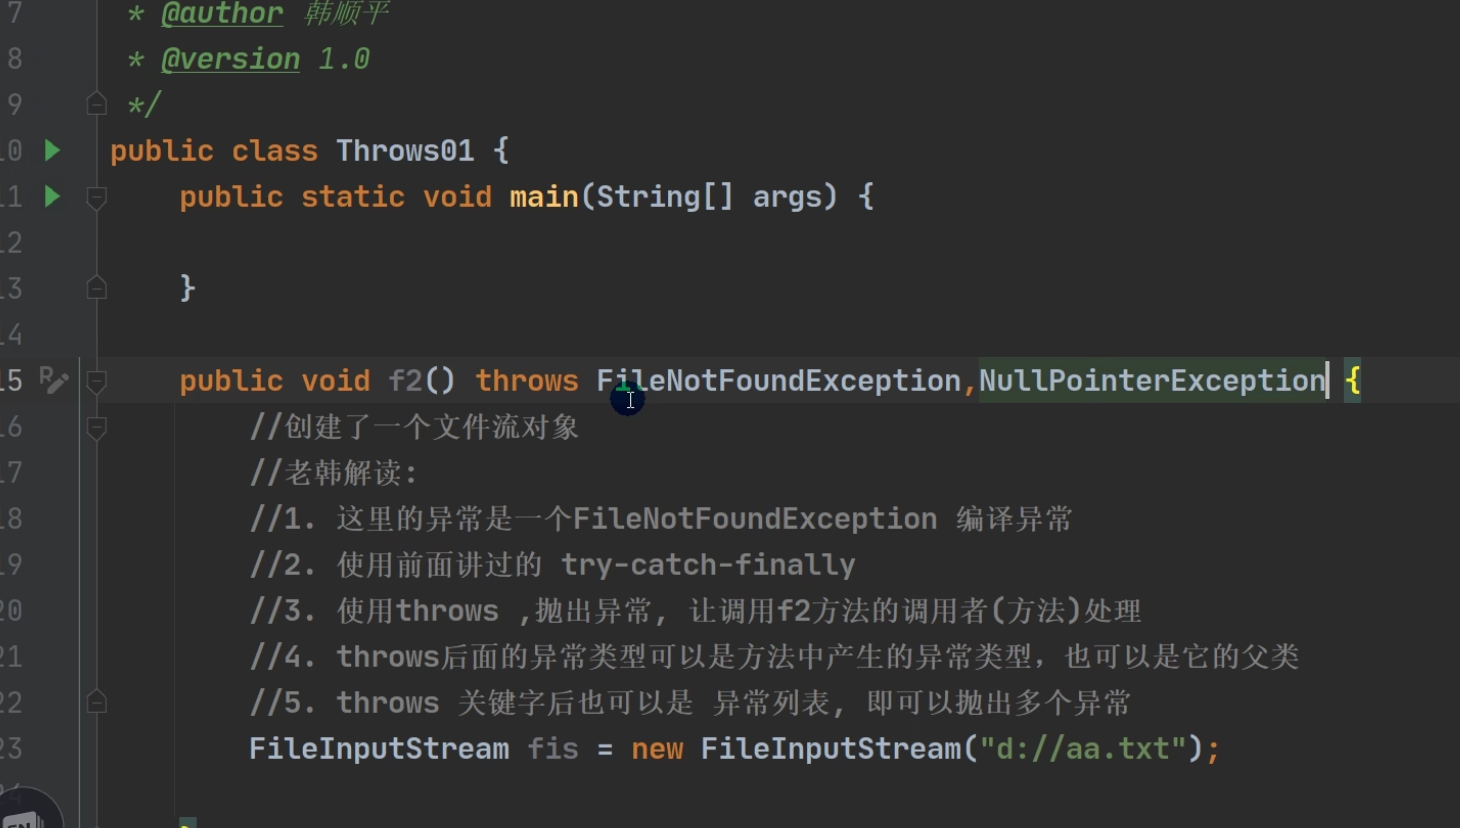 7 * @author 韩顺平
8 * @version 1.0
9 */
10 public class Throws01 {
11 public static void main(String[] args) {
12
13 }
14
15 public void f2() throws FileNotFoundException,NullPointerException {
16 //创建了一个文件流对象
17 //老韩解读:
18 //1. 这里的异常是一个FileNotFoundException 编译异常
19 //2. 使用前面讲过的 try-catch-finally
20 //3. 使用throws ,抛出异常, 让调用f2方法的调用者(方法)处理
21 //4. throws后面的异常类型可以是方法中产生的异常类型，也可以是它的父类
22 //5. throws 关键字后也可以是 异常列表, 即可以抛出多个异常
23 FileInputStream fis = new FileInputStream("d://aa.txt");